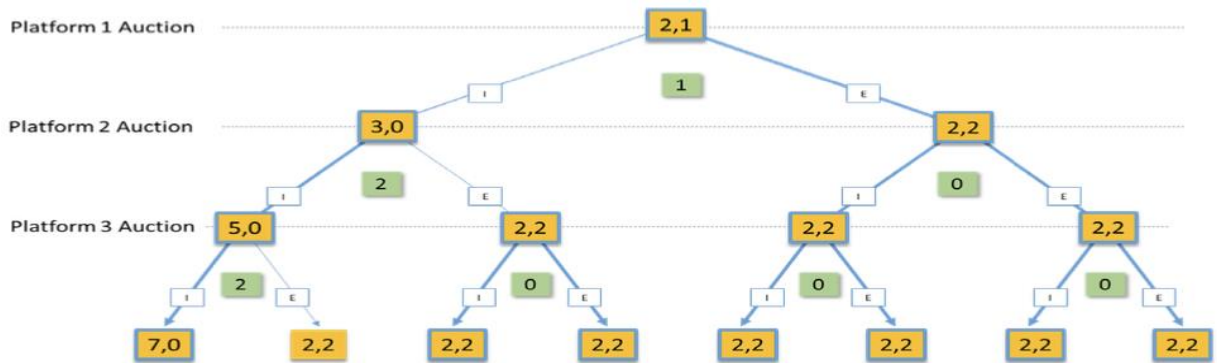 Platform 1 Auction 2,1
I 1 E
Platform 2 Auction 3,0 2,2
I 2 E I 0 E
Platform 3 Auction 5,0 2,2 2,2 2,2
I 2 E I 0 E I 0 E I 0 E
7,0 2,2 2,2 2,2 2,2 2,2 2,2 2,2